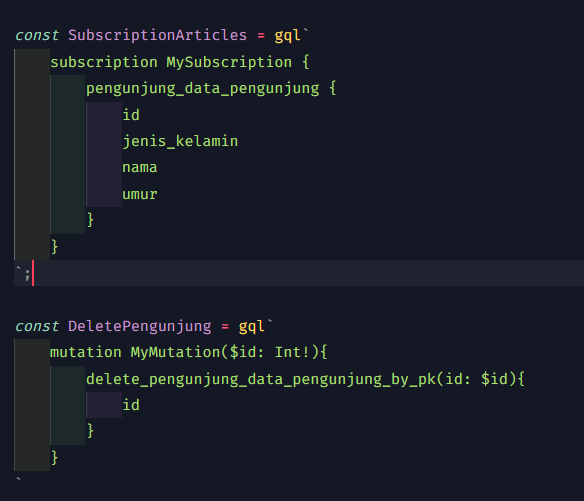 const SubscriptionArticles = gql`
subscription MySubscription {
pengunjung_data_pengunjung {
id
jenis_kelamin
nama
umur
}
}
`;
const DeletePengunjung = gql`
mutation MyMutation($id: Int!){
delete_pengunjung_data_pengunjung_by_pk(id: $id){
id
}
}
`